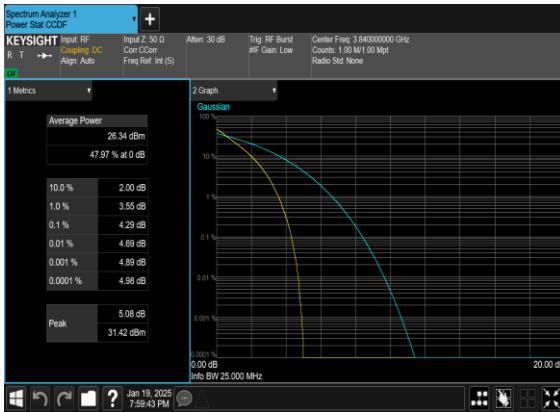 Spectrum Analyzer 1
Power Stat CCDF
+
KEYSIGHT
R T
LXI
Input: RF
Coupling: DC
Align: Auto
Input Z: 50 Ω
Corr CCorr
Freq Ref: Int (S)
Atten: 30 dB
Trig: RF Burst
#IF Gain: Low
Center Freq: 3.840000000 GHz
Counts: 1.00 M/1.00 Mpt
Radio Std: None
1 Metrics
Average Power
26.34 dBm
47.97 % at 0 dB
10.0 % 2.00 dB
1.0 % 3.55 dB
0.1 % 4.29 dB
0.01 % 4.69 dB
0.001 % 4.89 dB
0.0001 % 4.98 dB
Peak
5.08 dB
31.42 dBm
2 Graph
Gaussian
100 %
10 %
1 %
0.1 %
0.01 %
0.001 %
0.0001 %
0.00 dB
20.00 d
Info BW 25.000 MHz
?
Jan 19, 2025
7:59:43 PM